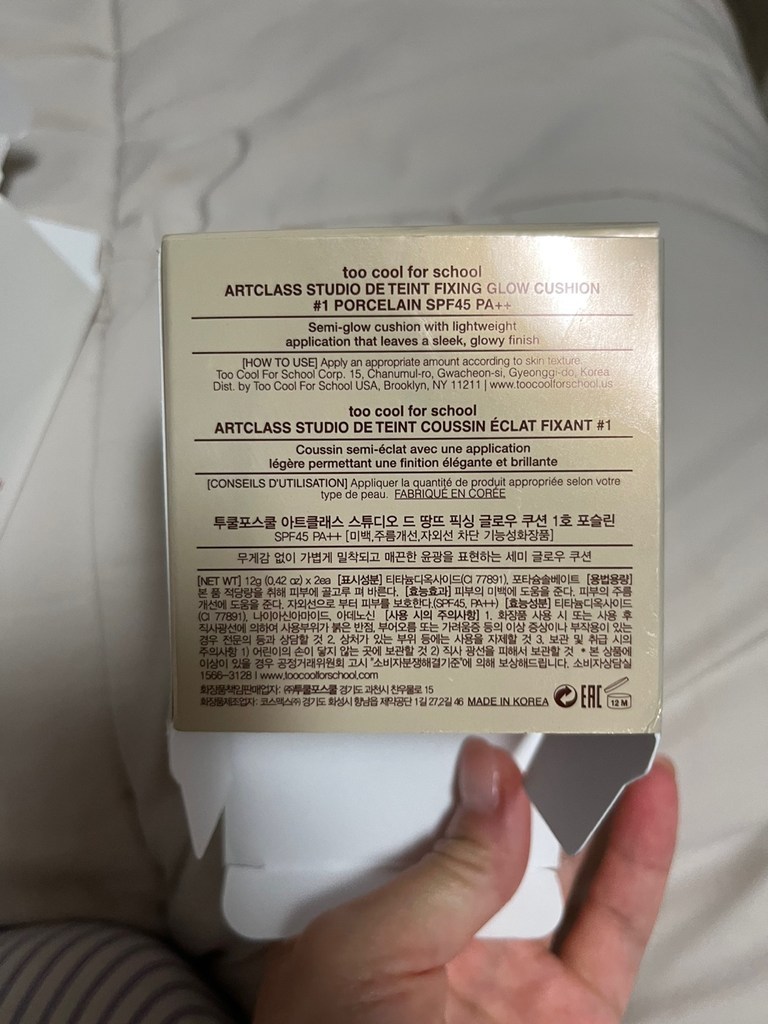 too cool for school
ARTCLASS STUDIO DE TEINT FIXING GLOW CUSHION
#1 PORCELAIN SPF45 PA++
Semi-glow cushion with lightweight
application that leaves a sleek, glowy finish
[HOW TO USE] Apply an appropriate amount according to skin texture.
Too Cool For School Corp. 15, Chanumul-ro, Gwacheon-si, Gyeonggi-do, Korea
Dist. by Too Cool For School USA, Brooklyn, NY 11211 | www.toocoolforschool.us
too cool for school
ARTCLASS STUDIO DE TEINT COUSSIN ÉCLAT FIXANT #1
Coussin semi-éclat avec une application
légère permettant une finition élégante et brillante
[CONSEILS D'UTILISATION] Appliquer la quantité de produit appropriée selon votre
type de peau. FABRIQUÉ EN CORÉE
투쿨포스쿨 아트클래스 스튜디오 드 땅뜨 픽싱 글로우 쿠션 1호 포슬린
SPF45 PA++ [미백,주름개선,자외선 차단 기능성화장품]
무게감 없이 가볍게 밀착되고 매끈한 윤광을 표현하는 세미 글로우 쿠션
[NET WT] 12g (0.42 oz) x 2ea [표시성분] 티타늄디옥사이드(CI 77891), 포타슘솔베이트 [용법용량]
본 품 적당량을 취해 피부에 골고루 펴 바른다. [효능효과] 피부의 미백에 도움을 준다. 피부의 주름
개선에 도움을 준다. 자외선으로 부터 피부를 보호한다.(SPF45, PA++) [효능성분] 티타늄디옥사이드
(CI 77891), 나이아신아마이드, 아데노신 [사용 시의 주의사항] 1. 화장품 사용 시 또는 사용 후
직사광선에 의하여 사용부위가 붉은 반점, 부어오름 또는 가려움증 등의 이상 증상이나 부작용이 있는
경우 전문의 등과 상담할 것 2. 상처가 있는 부위 등에는 사용을 자제할 것 3. 보관 및 취급 시의
주의사항 1) 어린이의 손이 닿지 않는 곳에 보관할 것 2) 직사 광선을 피해서 보관할 것 * 본 상품에
이상이 있을 경우 공정거래위원회 고시 "소비자분쟁해결기준"에 의해 보상해드립니다. 소비자상담실
1566-3128 | www.toocoolforschool.com
화장품책임판매업자: ㈜투쿨포스쿨 경기도 과천시 찬우물로 15
화장품제조업자: 코스맥스㈜ 경기도 화성시 향남읍 제약공단 1길 27,2길 46 MADE IN KOREA EAC 12 M